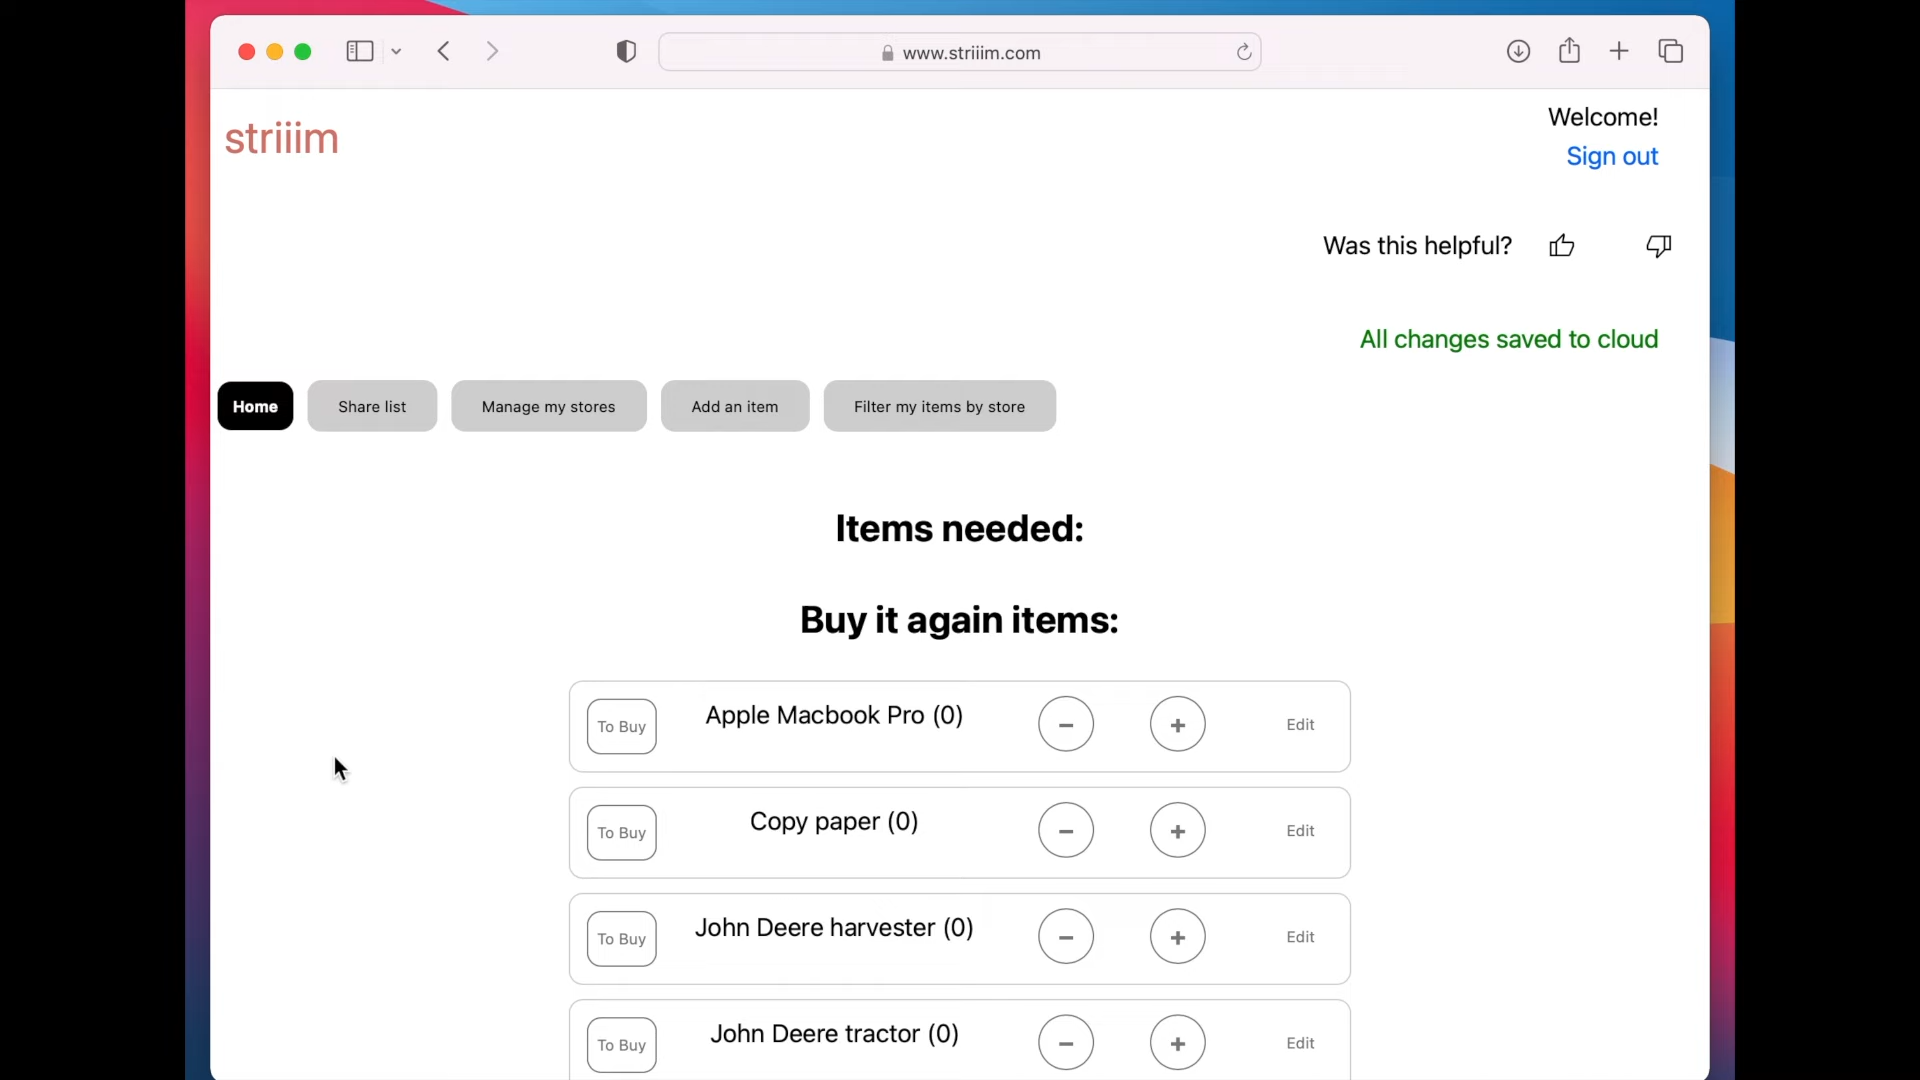 www.striiim.com
striiim
Welcome!
Sign out
Was this helpful?
All changes saved to cloud
Home
Share list
Manage my stores
Add an item
Filter my items by store
Items needed:
Buy it again items:
To Buy
Apple Macbook Pro (0)
−
+
Edit
To Buy
Copy paper (0)
−
+
Edit
To Buy
John Deere harvester (0)
−
+
Edit
To Buy
John Deere tractor (0)
−
+
Edit